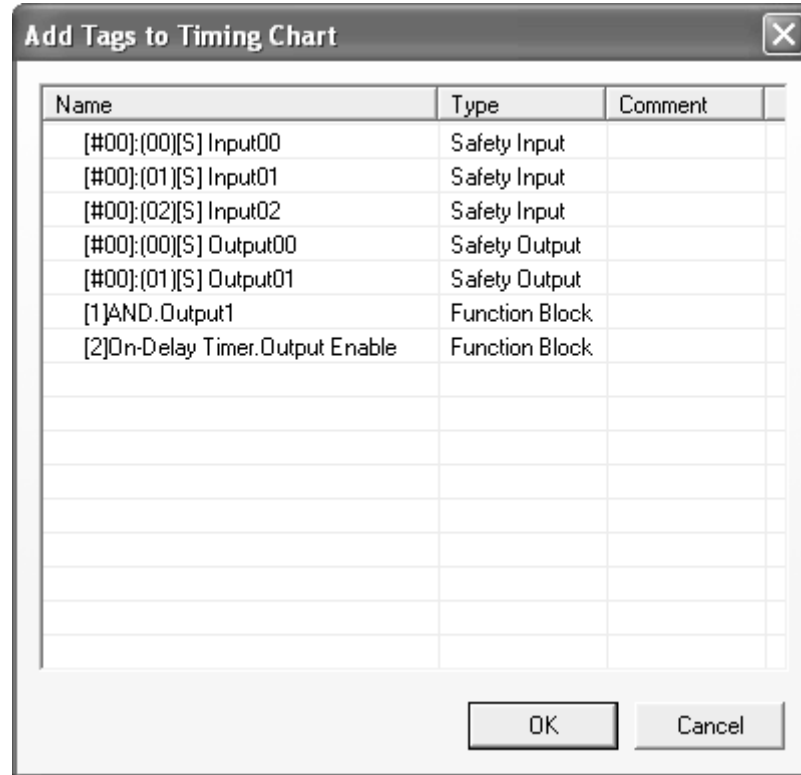 Add Tags to Timing Chart
Name Type Comment
[#00]:(00)[S] Input00 Safety Input
[#00]:(01)[S] Input01 Safety Input
[#00]:(02)[S] Input02 Safety Input
[#00]:(00)[S] Output00 Safety Output
[#00]:(01)[S] Output01 Safety Output
[1]AND.Output1 Function Block
[2]On-Delay Timer.Output Enable Function Block
OK Cancel